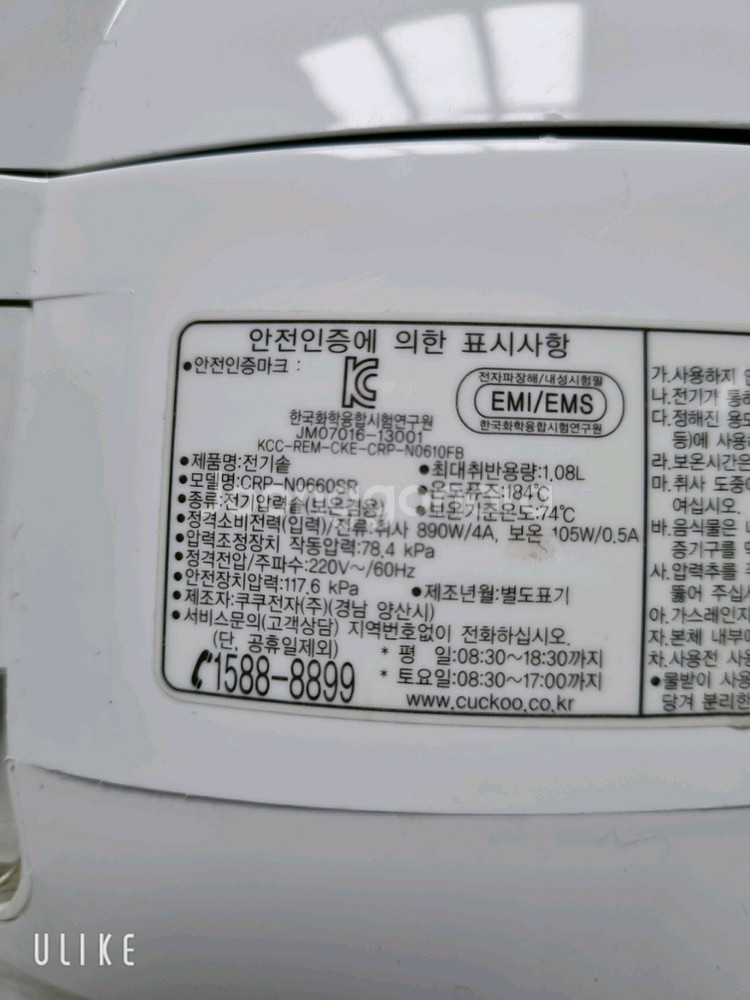 안전인증에 의한 표시사항
•안전인증마크 :
전자파장해/내성시험필
EMI/EMS
한국화학융합시험연구원
한국화학융합시험연구원
JM07016-13001
KCC-REM-CKE-CRP-N0610FB
•제품명:전기솥
•최대취반용량:1.08L
•모델명:CRP-N0660SR
•온도퓨즈:184℃
•종류:전기압력솥(보온겸용)
•보온기준온도:74℃
•정격소비전력(입력)/전류:취사 890W/4A, 보온 105W/0.5A
•압력조정장치 작동압력:78.4 kPa
•정격전압/주파수:220V~/60Hz
•안전장치압력:117.6 kPa
•제조년월:별도표기
•제조자:쿠쿠전자(주)(경남 양산시)
•서비스문의(고객상담) 지역번호없이 전화하십시오.
(단, 공휴일제외)
* 평 일:08:30~18:30까지
1588-8899
* 토요일:08:30~17:00까지
www.cuckoo.co.kr
가.사용하지
나.전기가 통하
다.정해진 용도
등)에 사용
라.보온시간은
마.취사 도중
여십시오.
바.음식물은
증기구를
사.압력추를
뚫어 주십시
아.가스레인지
자.본체 내부
차.사용전 사용
•물받이 사용
당겨 분리한
ULIKE